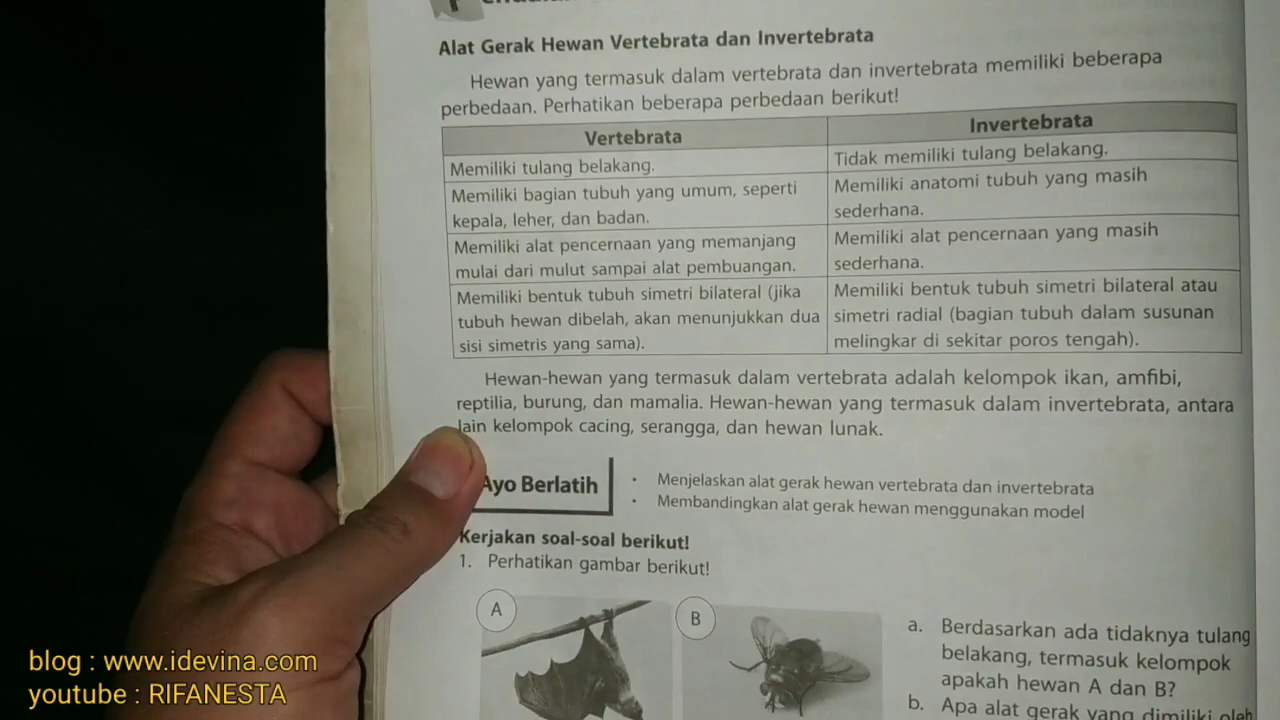 Alat Gerak Hewan Vertebrata dan Invertebrata
Hewan yang termasuk dalam vertebrata dan invertebrata memiliki beberapa
perbedaan. Perhatikan beberapa perbedaan berikut!
Vertebrata
Invertebrata
Memiliki tulang belakang.
Tidak memiliki tulang belakang.
Memiliki bagian tubuh yang umum, seperti
kepala, leher, dan badan.
Memiliki anatomi tubuh yang masih
sederhana.
Memiliki alat pencernaan yang memanjang
mulai dari mulut sampai alat pembuangan.
Memiliki alat pencernaan yang masih
sederhana.
Memiliki bentuk tubuh simetri bilateral (jika
tubuh hewan dibelah, akan menunjukkan dua
sisi simetris yang sama).
Memiliki bentuk tubuh simetri bilateral atau
simetri radial (bagian tubuh dalam susunan
melingkar di sekitar poros tengah).
Hewan-hewan yang termasuk dalam vertebrata adalah kelompok ikan, amfibi,
reptilia, burung, dan mamalia. Hewan-hewan yang termasuk dalam invertebrata, antara
lain kelompok cacing, serangga, dan hewan lunak.
Ayo Berlatih
• Menjelaskan alat gerak hewan vertebrata dan invertebrata
• Membandingkan alat gerak hewan menggunakan model
Kerjakan soal-soal berikut!
1. Perhatikan gambar berikut!
A
B
a. Berdasarkan ada tidaknya tulang
belakang, termasuk kelompok
apakah hewan A dan B?
b. Apa alat gerak yang dimiliki oleh
blog : www.idevina.com
youtube : RIFANESTA